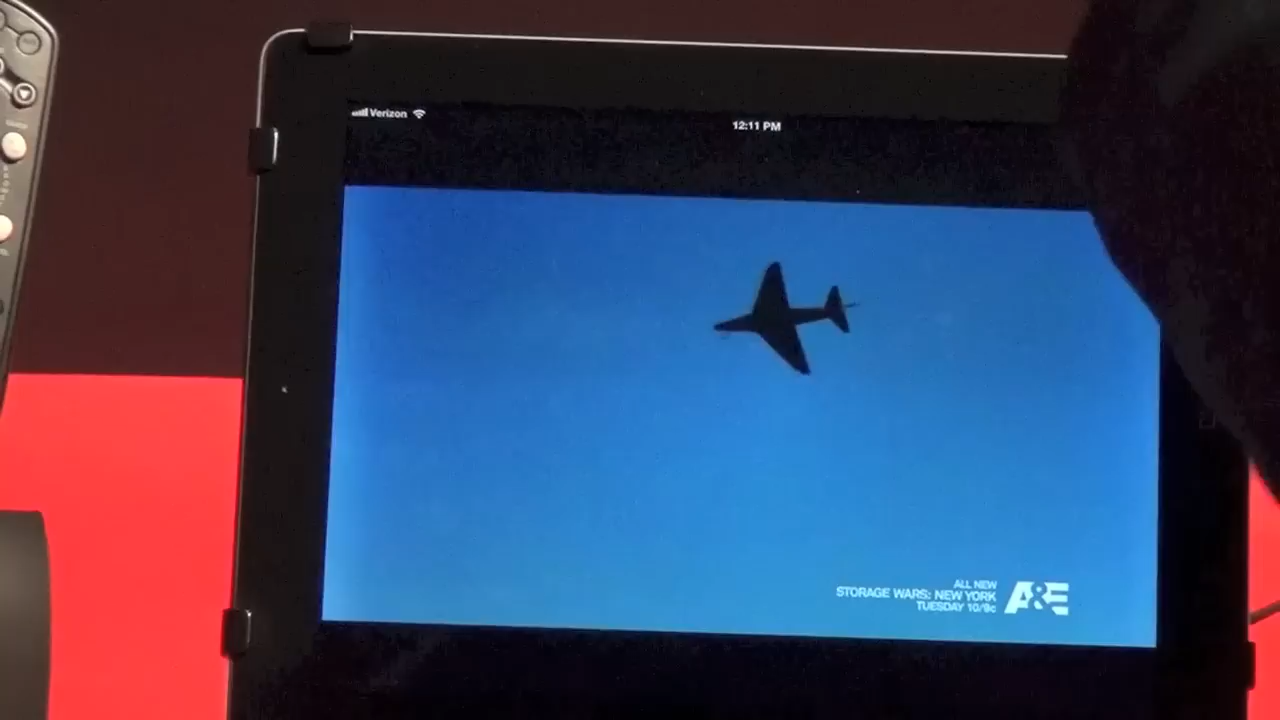 Verizon
12:11 PM
ALL NEW
STORAGE WARS: NEW YORK
TUESDAY 10/9c
A&E